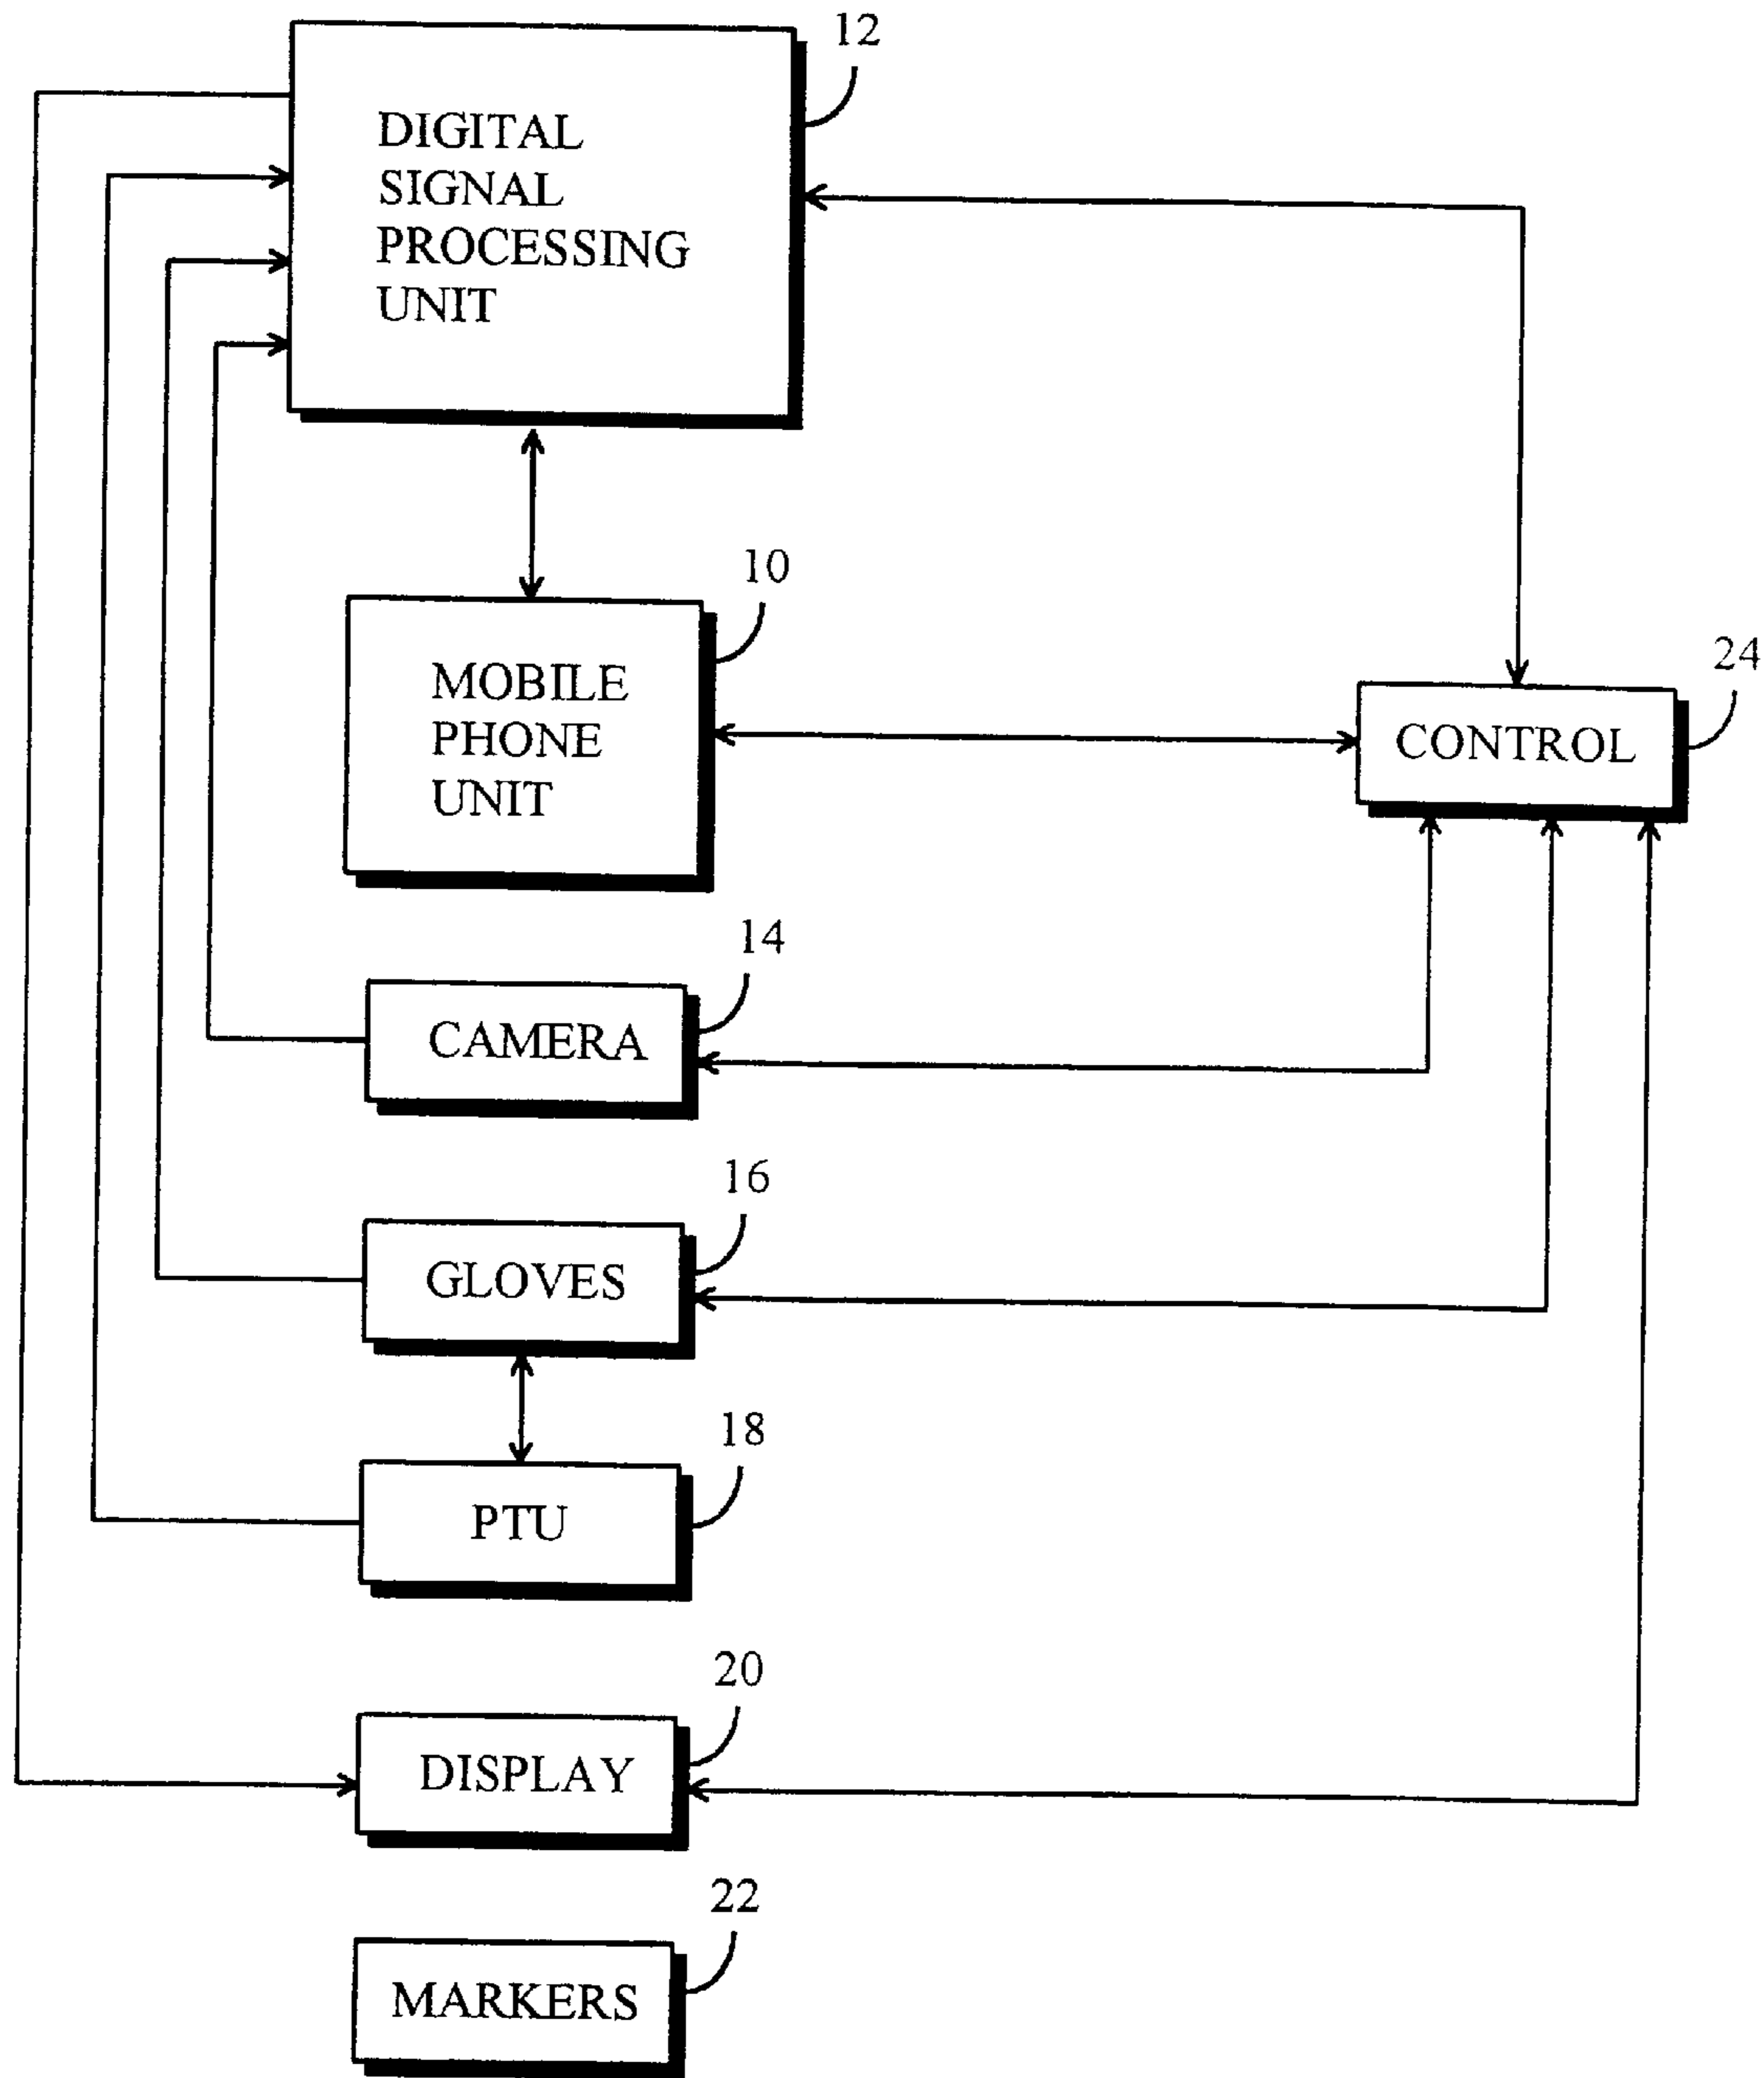 12
DIGITAL
SIGNAL
PROCESSING
UNIT
10
MOBILE
PHONE
UNIT
24
CONTROL
14
CAMERA
16
GLOVES
18
PTU
20
DISPLAY
22
MARKERS